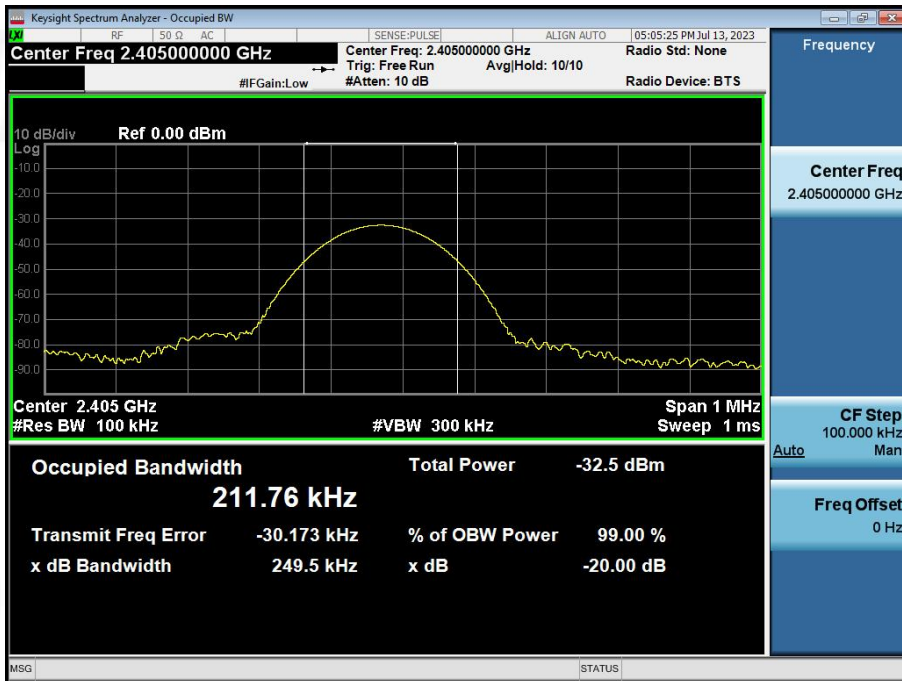 Keysight Spectrum Analyzer - Occupied BW
LXI RF 50 Ω AC SENSE:PULSE ALIGN AUTO 05:05:25 PM Jul 13, 2023
Center Freq 2.405000000 GHz
Center Freq: 2.405000000 GHz Radio Std: None
Trig: Free Run Avg|Hold: 10/10
#IFGain:Low #Atten: 10 dB Radio Device: BTS
10 dB/div Ref 0.00 dBm
Log
-10.0
-20.0
-30.0
-40.0
-50.0
-60.0
-70.0
-80.0
-90.0
Center 2.405 GHz Span 1 MHz
#Res BW 100 kHz #VBW 300 kHz Sweep 1 ms
Occupied Bandwidth Total Power -32.5 dBm
211.76 kHz
Transmit Freq Error -30.173 kHz % of OBW Power 99.00 %
x dB Bandwidth 249.5 kHz x dB -20.00 dB
MSG STATUS
Frequency
Center Freq
2.405000000 GHz
CF Step
100.000 kHz
Auto Man
Freq Offset
0 Hz